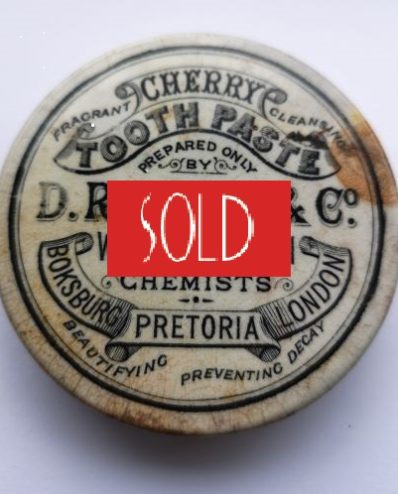 CHERRY
FRAGRANT CLEANSING
TOOTH PASTE
PREPARED ONLY
BY
D. & Co
SOLD
CHEMISTS
BOKSBURG PRETORIA LONDON
BEAUTIFYING PREVENTING DECAY